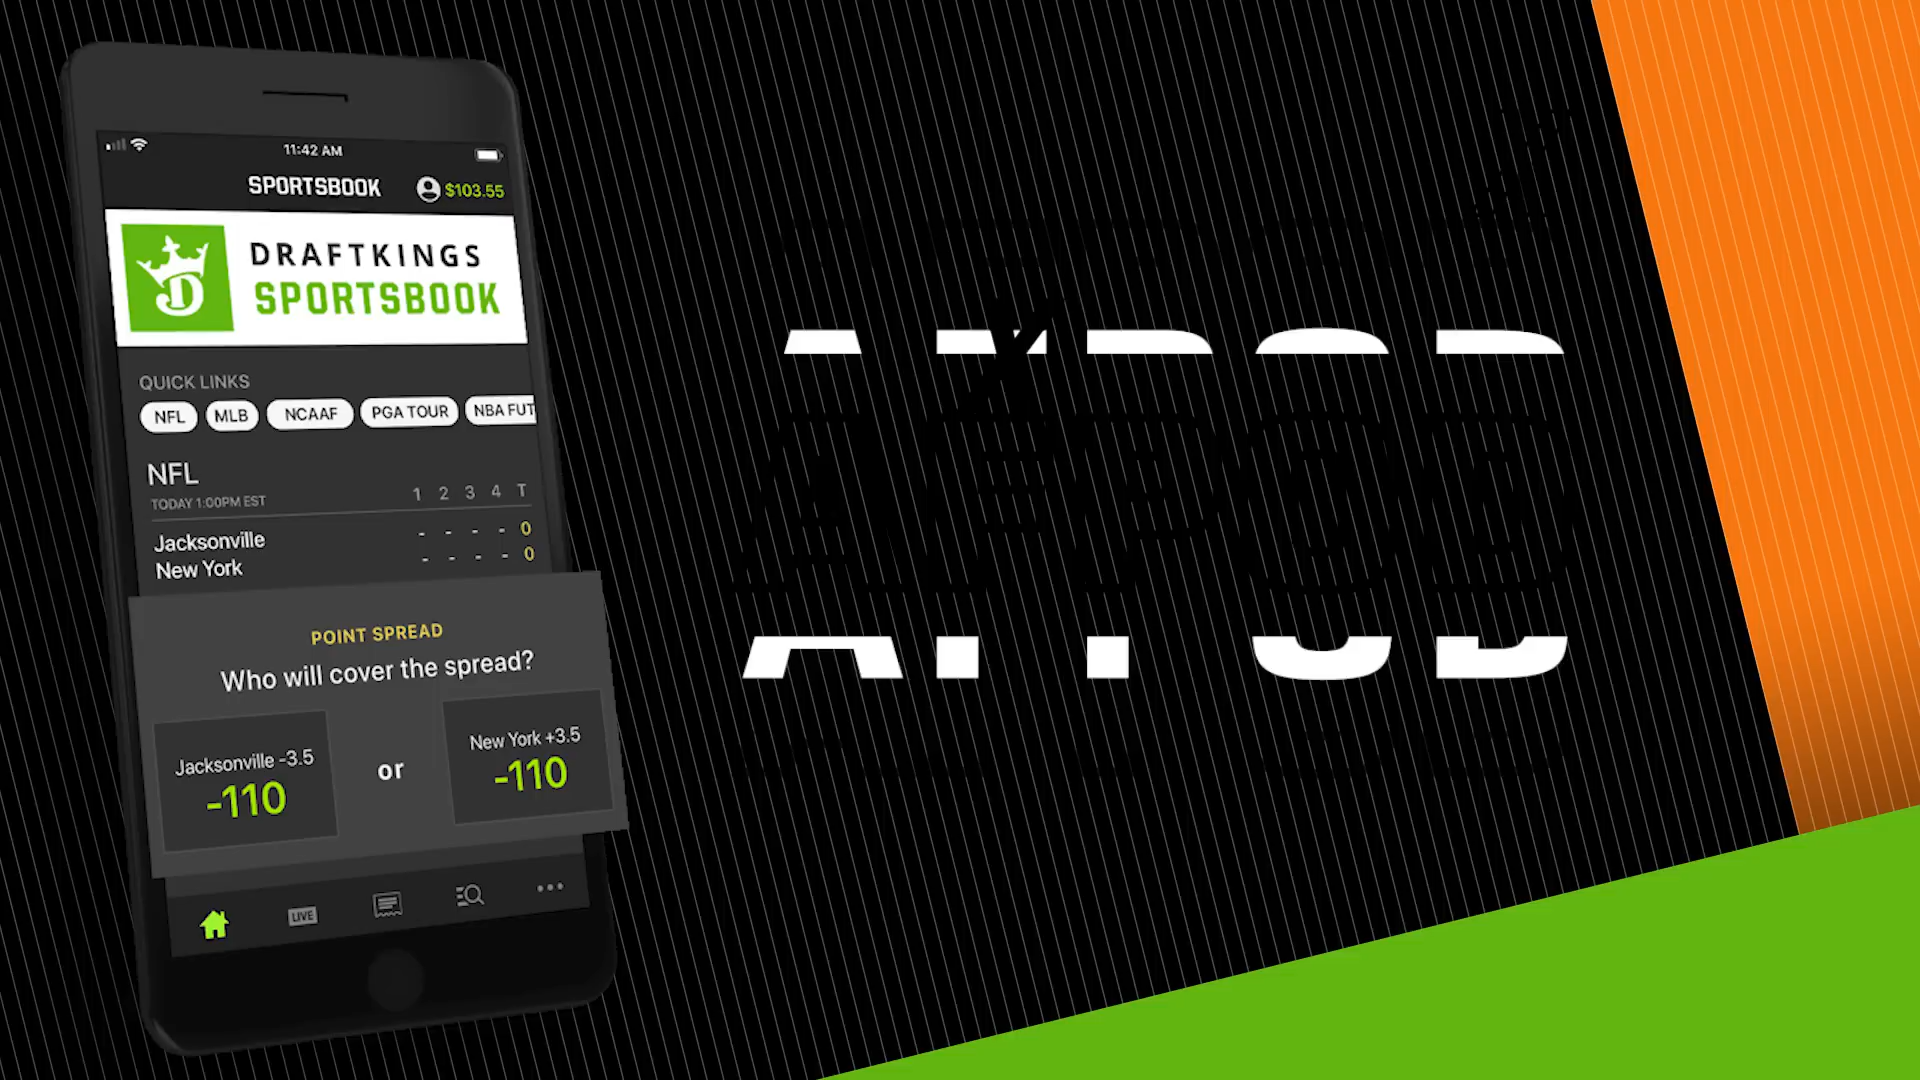 11:42 AM
SPORTSBOOK $103.55
DRAFTKINGS
SPORTSBOOK
QUICK LINKS
NFL MLB NCAAF PGA TOUR NBA FUT
NFL
TODAY 1:00PM EST 1 2 3 4 T
Jacksonville - - - - 0
New York - - - - 0
POINT SPREAD
Who will cover the spread?
Jacksonville -3.5 or New York +3.5
-110 -110
LIVE